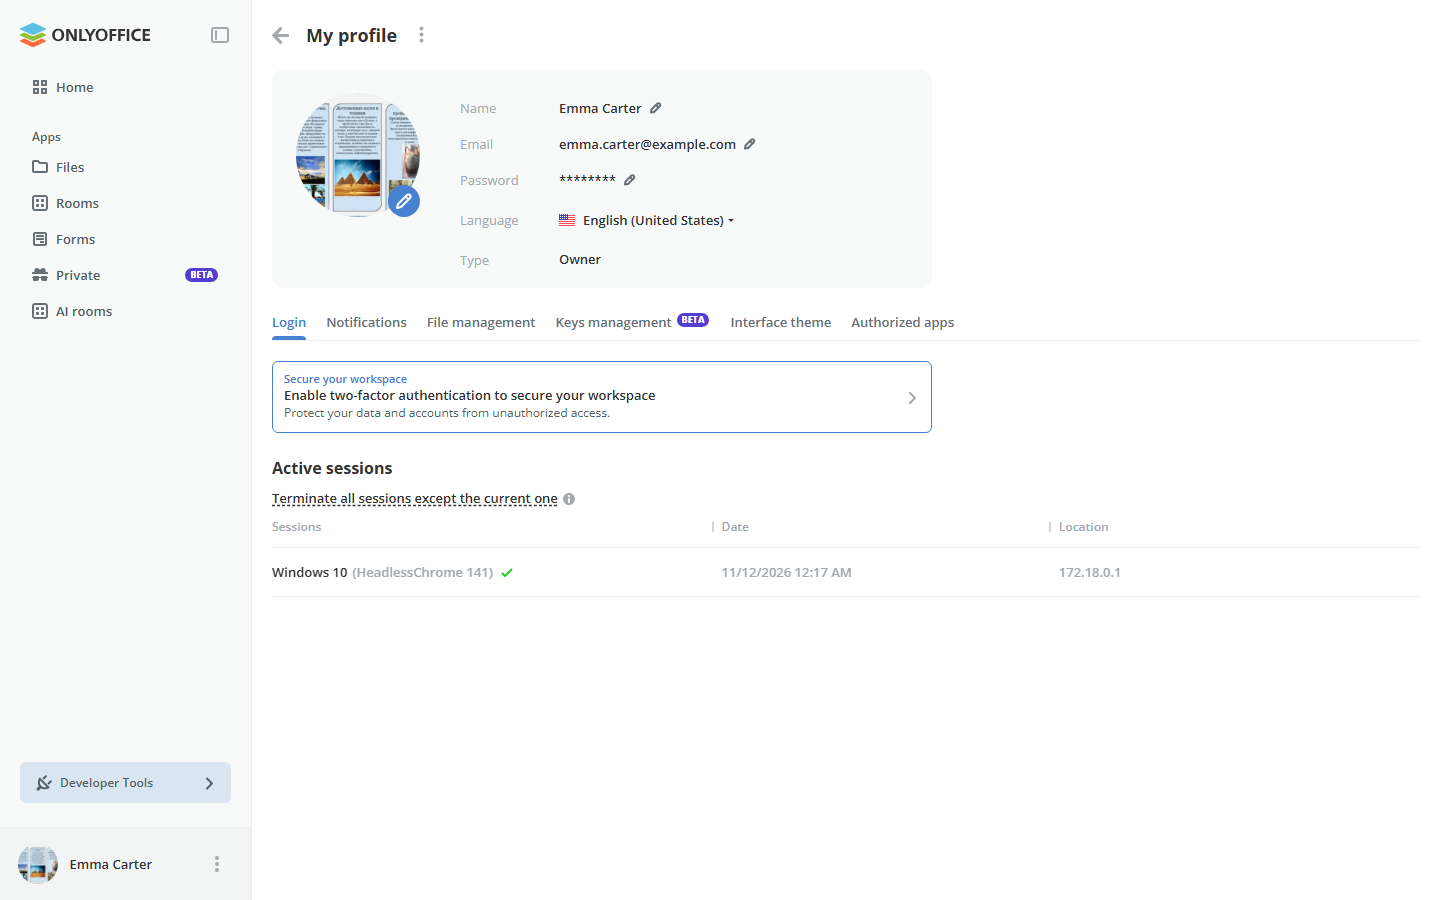 ONLYOFFICE
Home
Apps
Files
Rooms
Forms
Private BETA
AI rooms
Developer Tools
Emma Carter
My profile
Name Emma Carter
Email emma.carter@example.com
Password ********
Language English (United States)
Type Owner
Login Notifications File management Keys management BETA Interface theme Authorized apps
Secure your workspace
Enable two-factor authentication to secure your workspace
Protect your data and accounts from unauthorized access.
Active sessions
Terminate all sessions except the current one
Sessions Date Location
Windows 10 (HeadlessChrome 141) 11/12/2026 12:17 AM 172.18.0.1